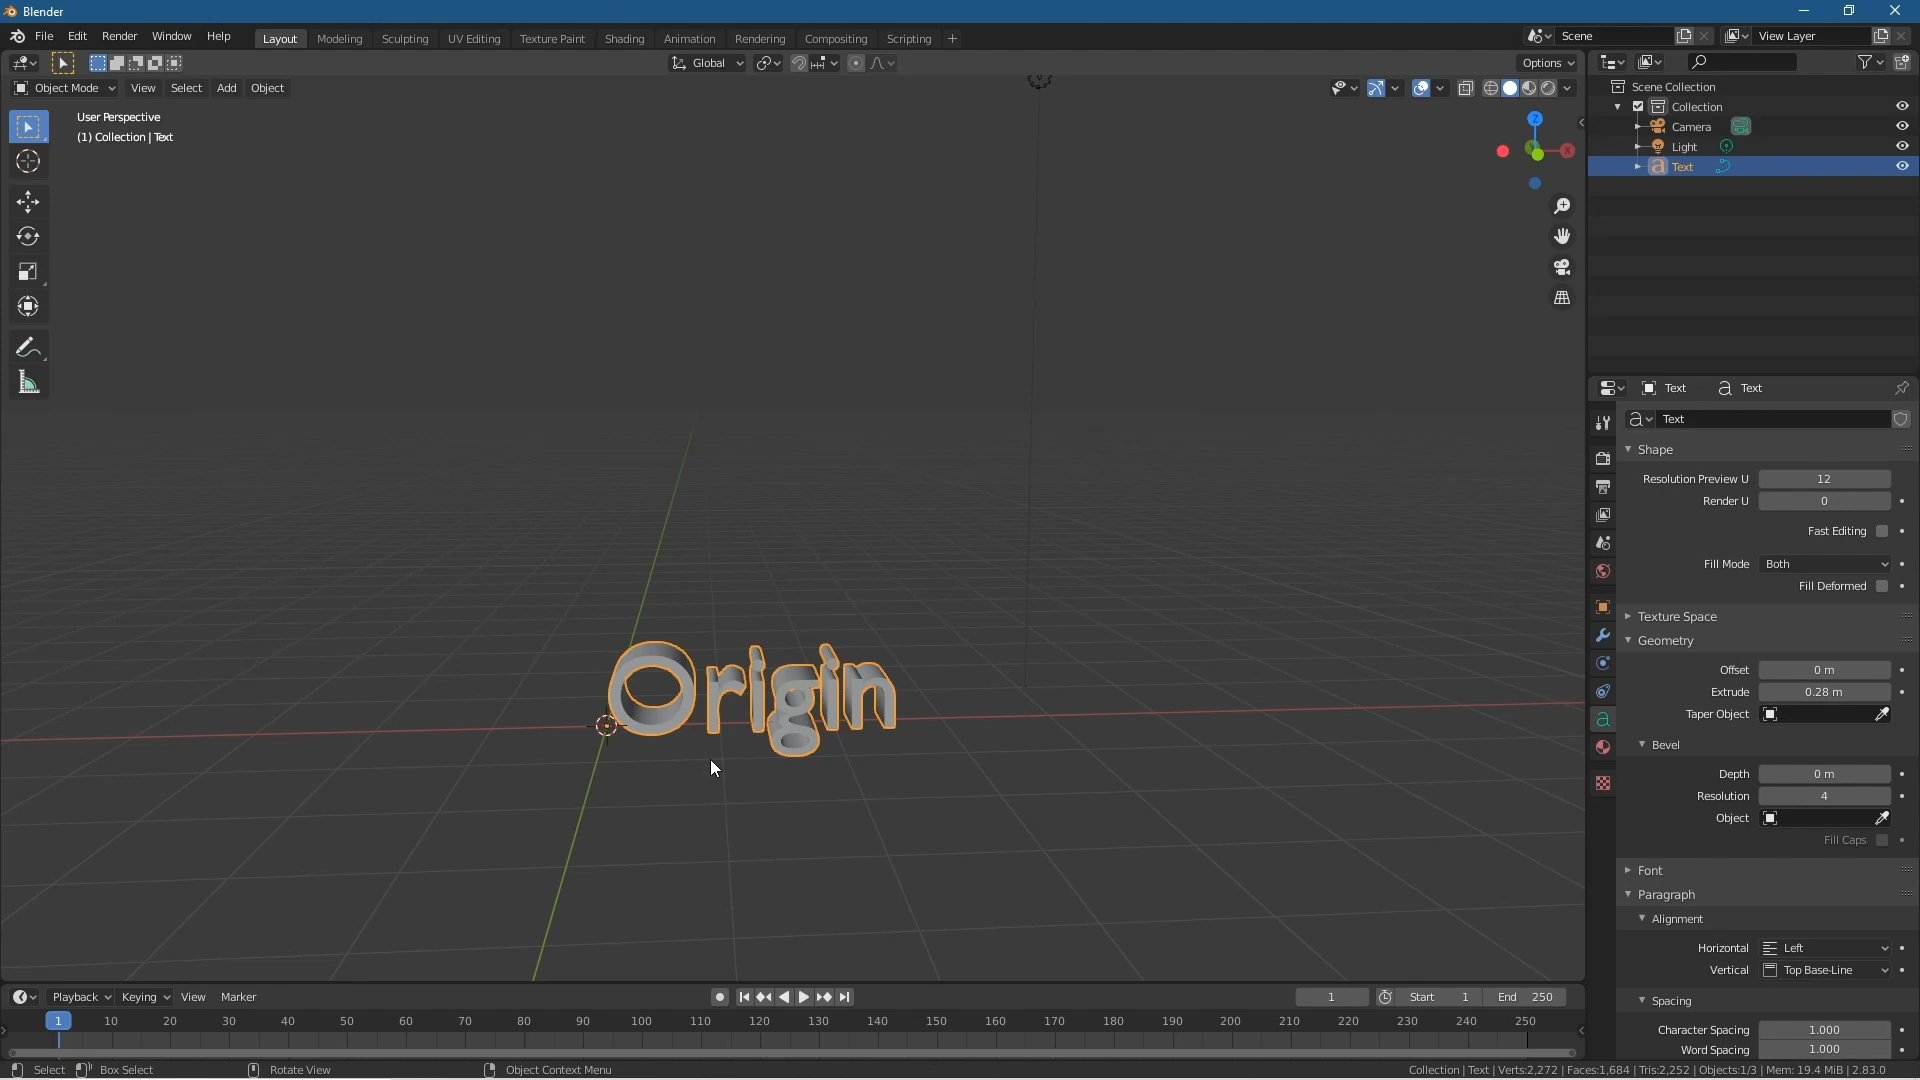 Blender
File Edit Render Window Help Layout Modeling Sculpting UV Editing Texture Paint Shading Animation Rendering Compositing Scripting + Scene View Layer
Global Options
Object Mode View Select Add Object
User Perspective
(1) Collection | Text
Z
X
Scene Collection
Collection
Camera
Light
Text
Text Text
Text
Shape
Resolution Preview U 12
Render U 0
Fast Editing
Fill Mode Both
Fill Deformed
Texture Space
Geometry
Offset 0 m
Extrude 0.28 m
Taper Object
Bevel
Depth 0 m
Resolution 4
Object
Fill Caps
Font
Paragraph
Alignment
Horizontal Left
Vertical Top Base-Line
Spacing
Character Spacing 1.000
Word Spacing 1.000
Origin
Playback Keying View Marker 1 Start 1 End 250
1 10 20 30 40 50 60 70 80 90 100 110 120 130 140 150 160 170 180 190 200 210 220 230 240 250
Select Box Select Rotate View Object Context Menu Collection | Text | Verts:2,272 | Faces:1,684 | Tris:2,252 | Objects:1/3 | Mem: 19.4 MiB | 2.83.0